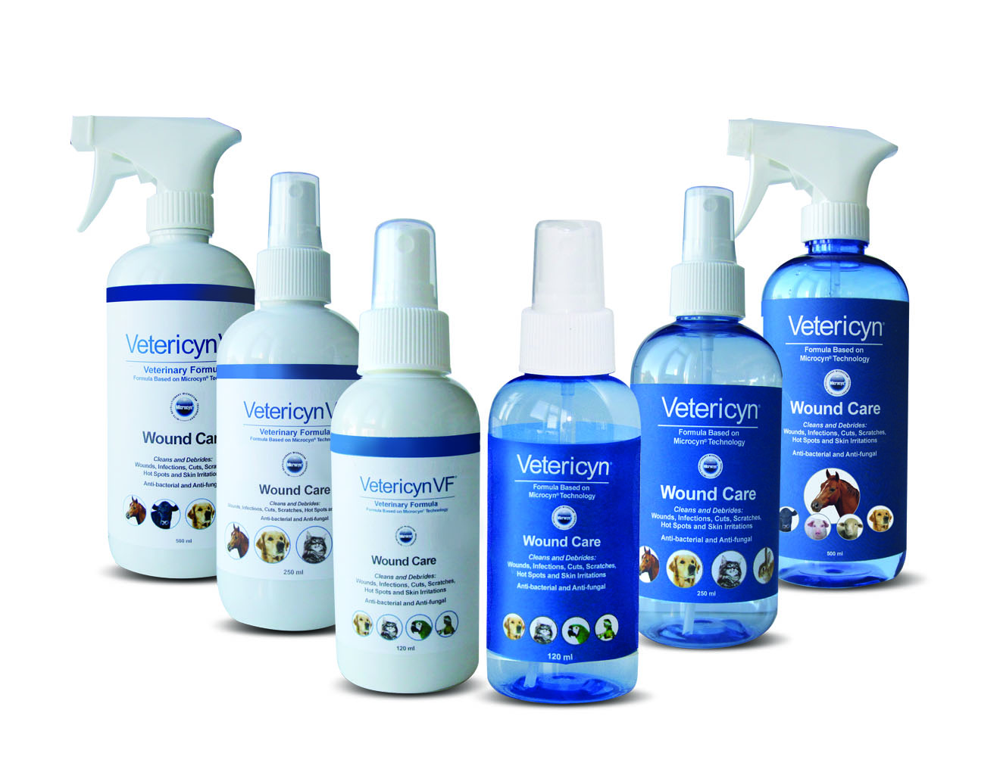 Vetericyn
Veterinary Formu
Formula Based on Microcyn®
Microcyn®
Wound Car
Cleans and Debrides:
Wounds, Infections, Cuts,
Hot Spots and Skin Irritations
Anti-bacterial and Anti-fung
500 ml
Vetericyn
Veterinary Formula
Formula Based on Microcyn®
Microcyn®
Wound Care
Cleans and Debrides:
Wounds, Infections, Cuts, Scratches, Hot Spots
Anti-bacterial and Anti-fungal
250 ml
Vetericyn VF®
Veterinary Formula
Formula Based on Microcyn® Technology
Microcyn®
Wound Care
Cleans and Debrides:
Wounds, Infections, Cuts, Scratches,
Hot Spots and Skin Irritations
Anti-bacterial and Anti-fungal
120 ml
Vetericyn®
Formula Based on
Microcyn® Technology
Microcyn®
Wound Care
Cleans and Debrides:
Wounds, Infections, Cuts, Scratches,
Hot Spots and Skin Irritations
Anti-bacterial and Anti-fungal
120 ml
Vetericyn®
Formula Based on
Microcyn® Technology
Microcyn®
Wound Care
Cleans and Debrides:
Wounds, Infections, Cuts, Scratches,
Hot Spots and Skin Irritations
Anti-bacterial and Anti-fungal
250 ml
Vetericyn®
Formula Based on
Microcyn® Technology
Microcyn®
Wound Care
Cleans and Debrides:
Wounds, Infections, Cuts, Scratches,
Hot Spots and Skin Irritations
Anti-bacterial and Anti-fungal
500 ml